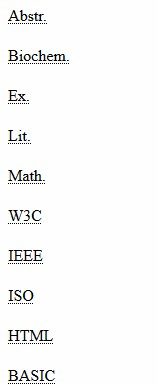 Abstr.
Biochem.
Ex.
Lit.
Math.
W3C
IEEE
ISO
HTML
BASIC